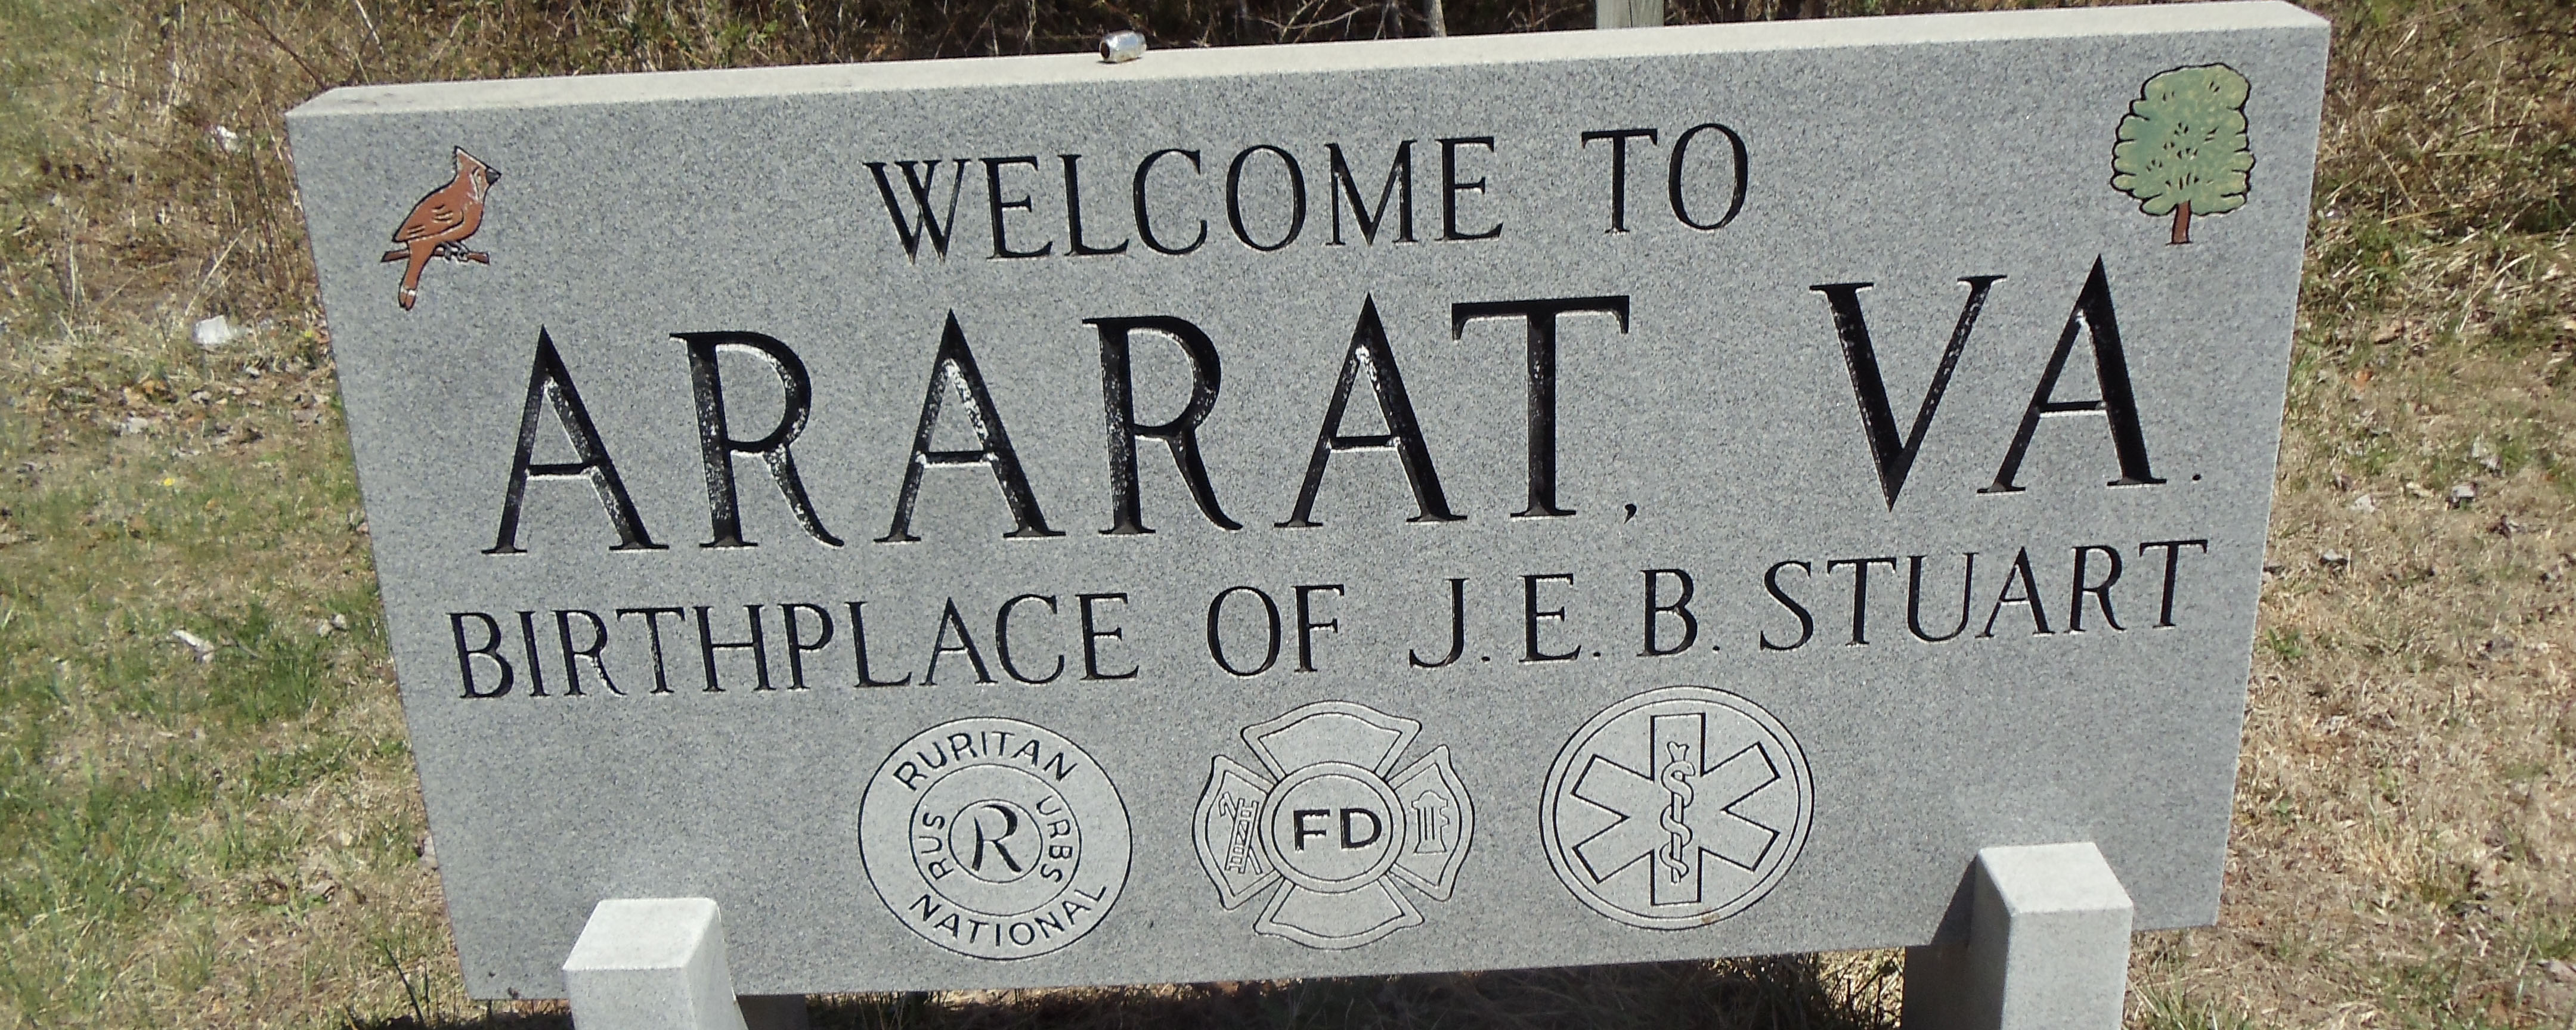 WELCOME TO
ARARAT, VA.
BIRTHPLACE OF J.E.B. STUART
RURITAN
RUS R URBS
NATIONAL
FD